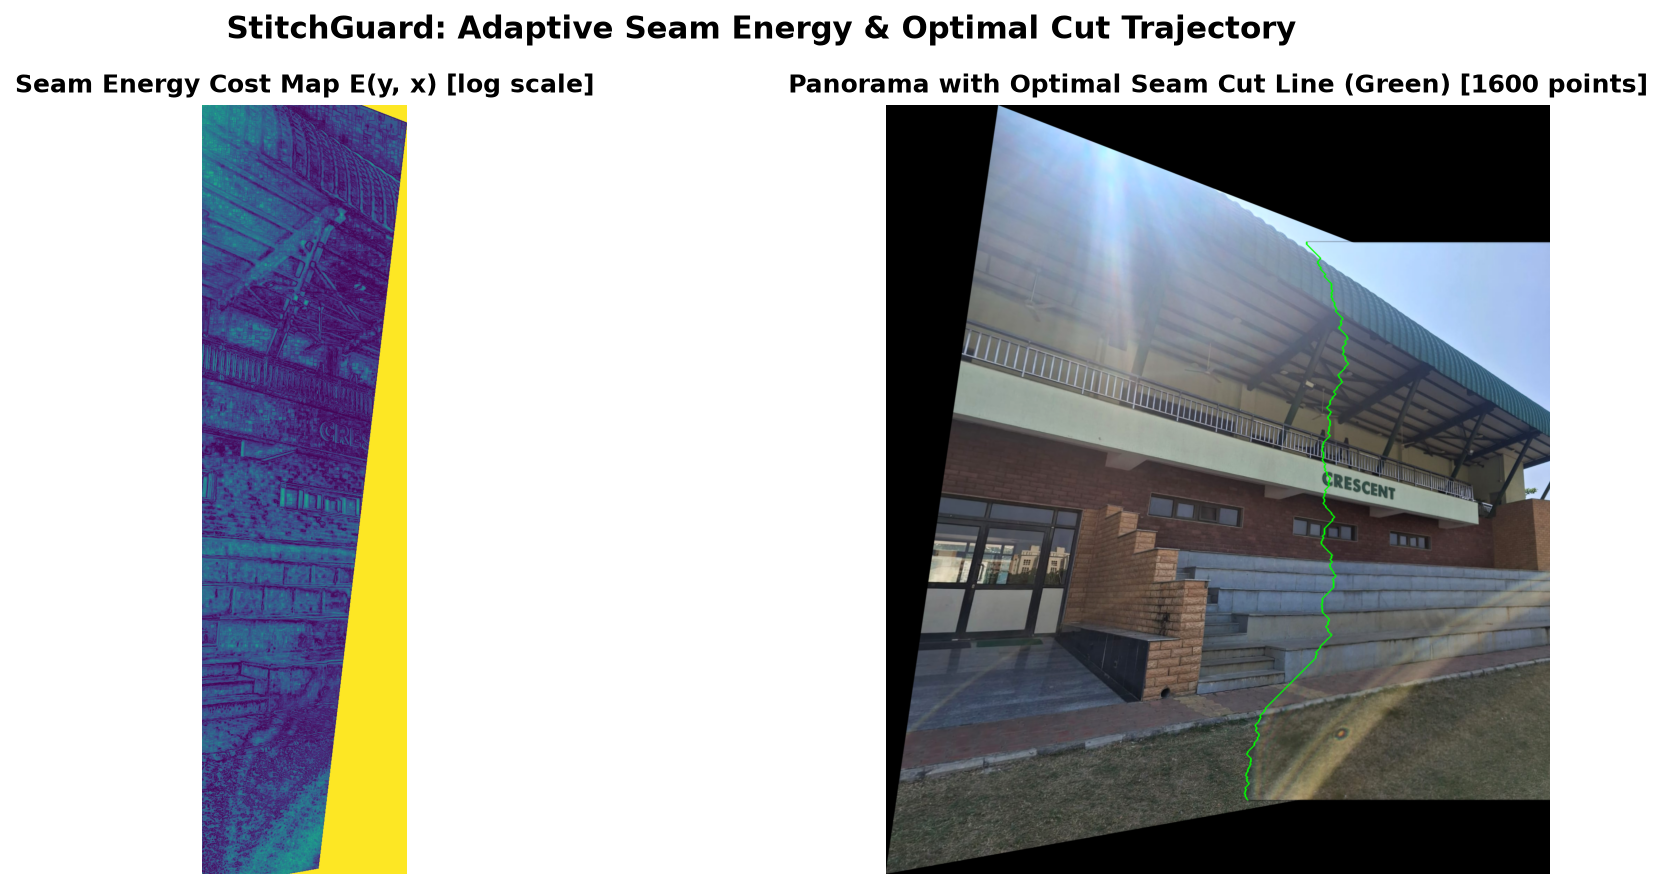 StitchGuard: Adaptive Seam Energy & Optimal Cut Trajectory
Seam Energy Cost Map E(y, x) [log scale]
Panorama with Optimal Seam Cut Line (Green) [1600 points]
CRESCENT